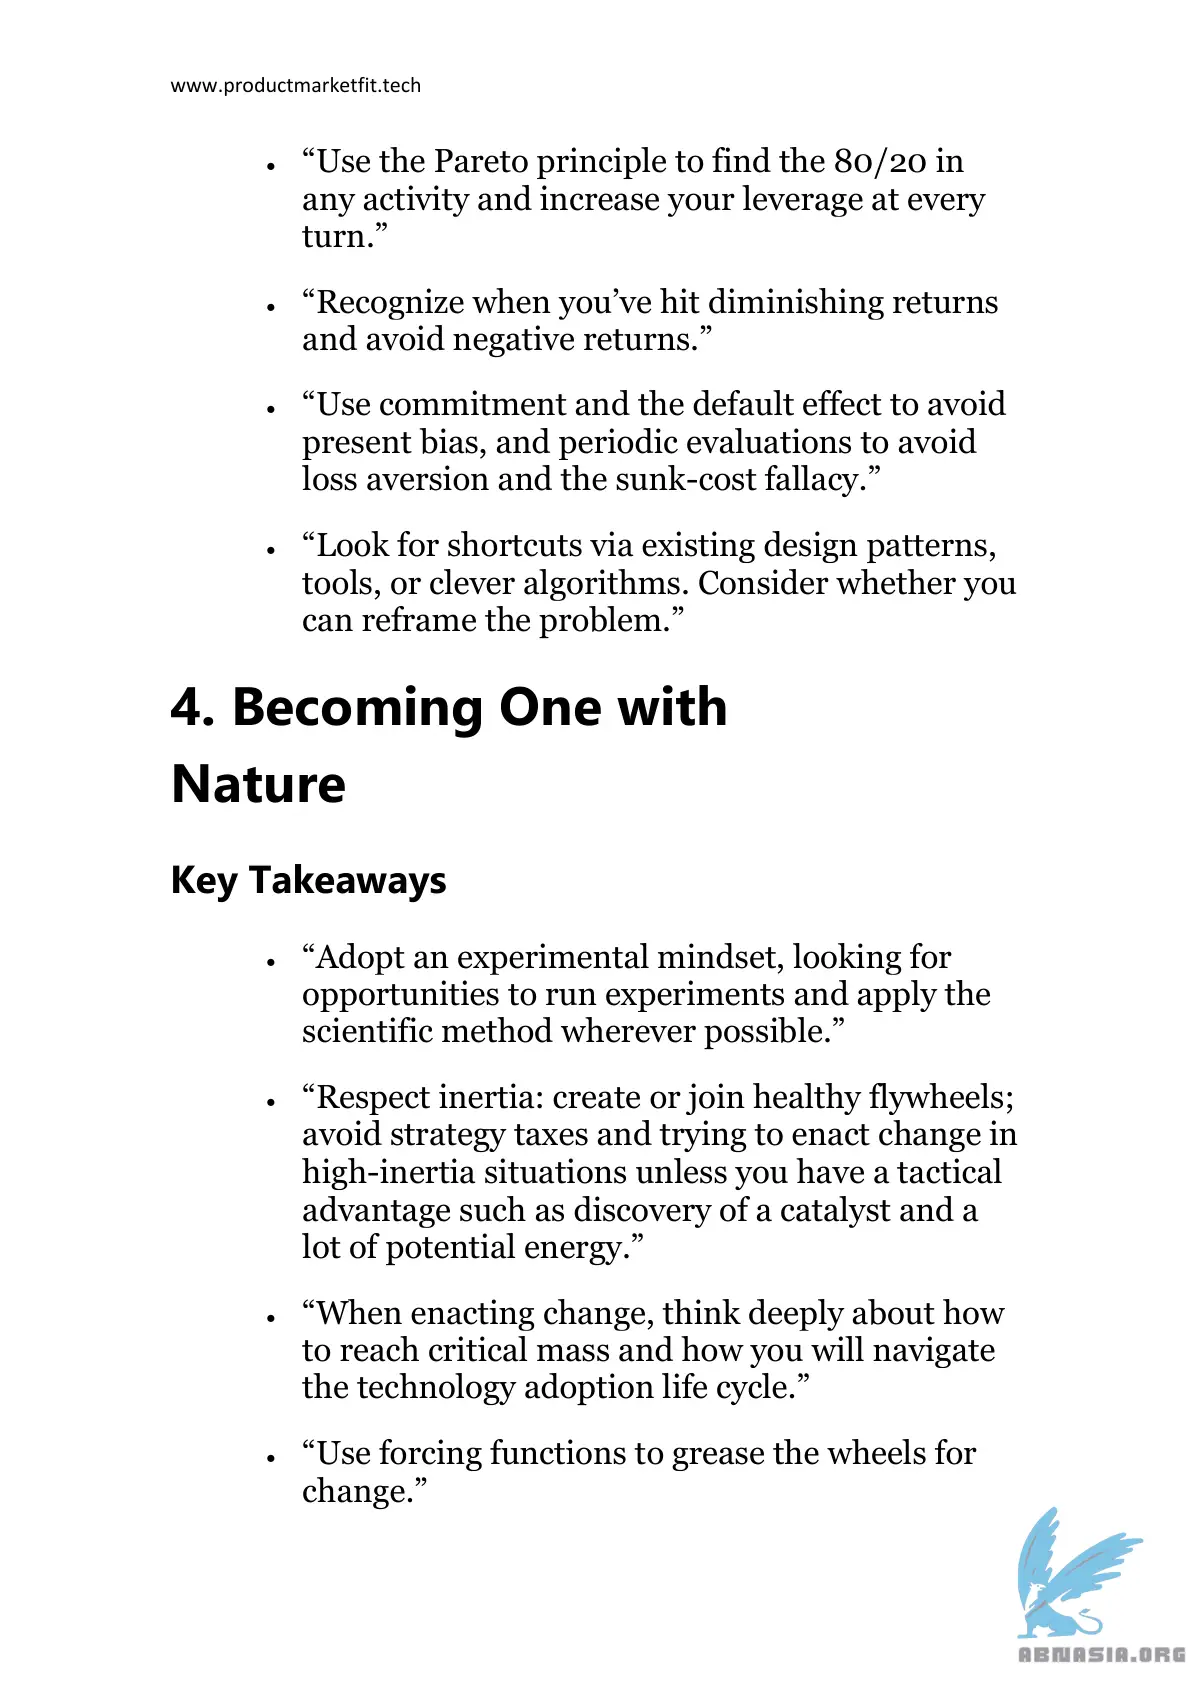 www.productmarketfit.tech
• “Use the Pareto principle to find the 80/20 in
any activity and increase your leverage at every
turn.”
• “Recognize when you’ve hit diminishing returns
and avoid negative returns.”
• “Use commitment and the default effect to avoid
present bias, and periodic evaluations to avoid
loss aversion and the sunk-cost fallacy.”
• “Look for shortcuts via existing design patterns,
tools, or clever algorithms. Consider whether you
can reframe the problem.”
4. Becoming One with
Nature
Key Takeaways
• “Adopt an experimental mindset, looking for
opportunities to run experiments and apply the
scientific method wherever possible.”
• “Respect inertia: create or join healthy flywheels;
avoid strategy taxes and trying to enact change in
high-inertia situations unless you have a tactical
advantage such as discovery of a catalyst and a
lot of potential energy.”
• “When enacting change, think deeply about how
to reach critical mass and how you will navigate
the technology adoption life cycle.”
• “Use forcing functions to grease the wheels for
change.”
ABNASIA.ORG